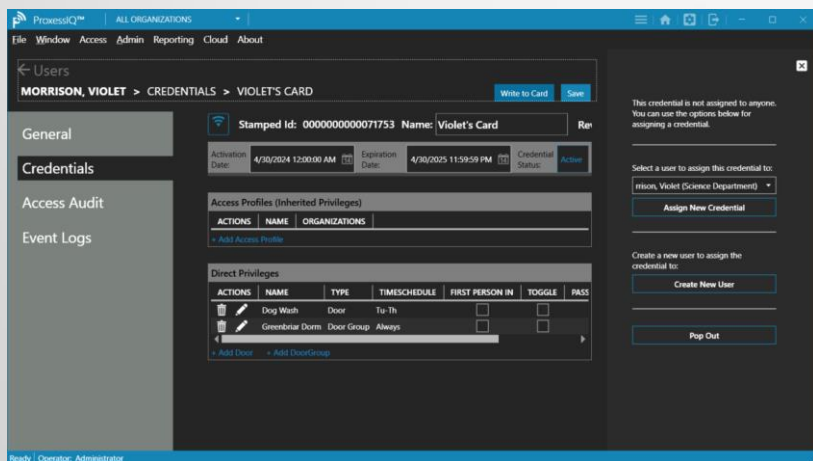 ProxessIQ™ ALL ORGANIZATIONS
File Window Access Admin Reporting Cloud About
Users
MORRISON, VIOLET > CREDENTIALS > VIOLET'S CARD
Write to Card Save
General
Credentials
Access Audit
Event Logs
Stamped Id: 0000000000071753 Name: Violet's Card Re
Activation Date: 4/30/2024 12:00:00 AM Expiration Date: 4/30/2025 11:59:59 PM Credential Status: Active
Access Profiles (Inherited Privileges)
ACTIONS NAME ORGANIZATIONS
+ Add Access Profile
Direct Privileges
ACTIONS NAME TYPE TIMESCHEDULE FIRST PERSON IN TOGGLE PASS
Dog Wash Door Tu-Th
Greenbriar Dorm Door Group Always
+ Add Door + Add DoorGroup
This credential is not assigned to anyone.
You can use the options below for
assigning a credential.
Select a user to assign this credential to:
rrison, Violet (Science Department)
Assign New Credential
Create a new user to assign the
credential to:
Create New User
Pop Out
Ready Operator: Administrator